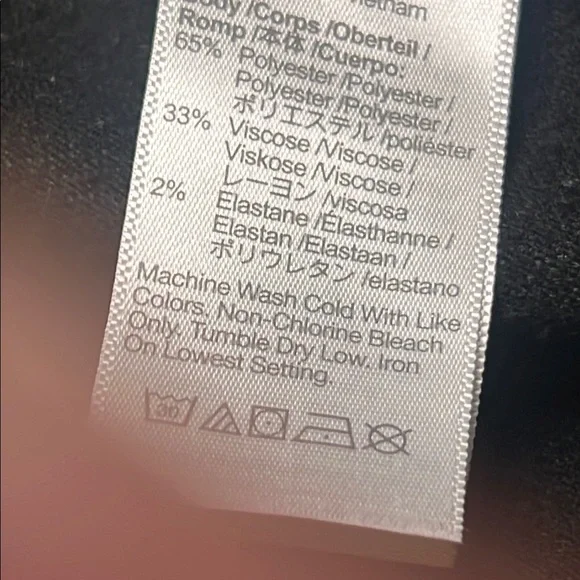 Vietnam
Body /Corps /Oberteil /
Romp /本体 /Cuerpo:
65% Polyester /Polyester /
Polyester /Polyester /
ポリエステル /poliéster
33% Viscose /Viscose /
Viskose /Viscose /
レーヨン /viscosa
2% Elastane /Élasthanne /
Elastan /Elastaan /
ポリウレタン /elastano
Machine Wash Cold With Like
Colors. Non-Chlorine Bleach
Only. Tumble Dry Low. Iron
On Lowest Setting.
30